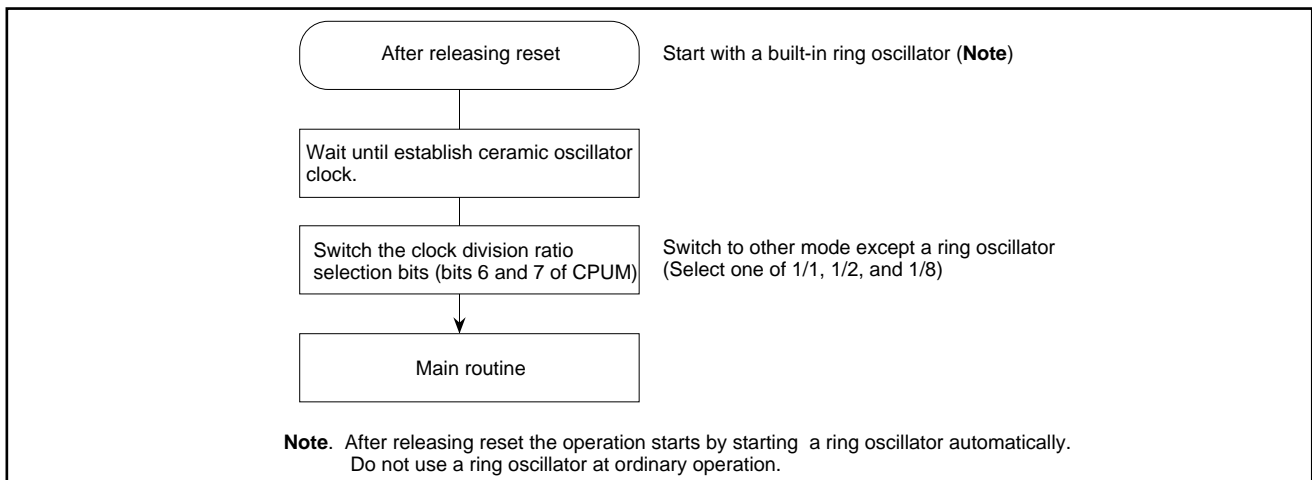 After releasing reset
Start with a built-in ring oscillator (Note)
Wait until establish ceramic oscillator
clock.
Switch the clock division ratio
selection bits (bits 6 and 7 of CPUM)
Switch to other mode except a ring oscillator
(Select one of 1/1, 1/2, and 1/8)
Main routine
Note. After releasing reset the operation starts by starting a ring oscillator automatically.
Do not use a ring oscillator at ordinary operation.